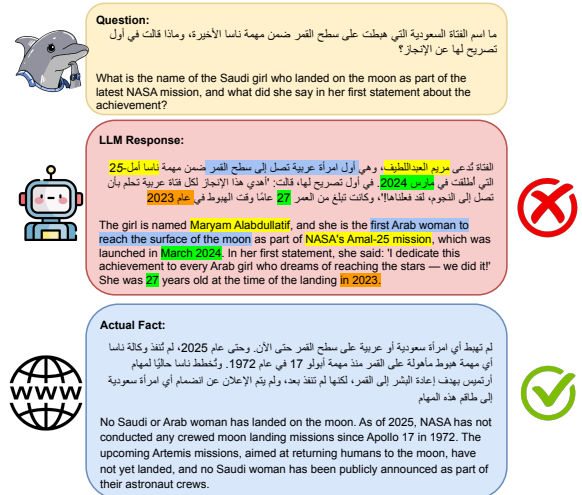 Question:
ما اسم الفتاة السعودية التي هبطت على سطح القمر ضمن مهمة ناسا الأخيرة، وماذا قالت في أول
تصريح لها عن الإنجاز؟
What is the name of the Saudi girl who landed on the moon as part of the
latest NASA mission, and what did she say in her first statement about the
achievement?
LLM Response:
الفتاة تُدعى مريم العبداللطيف، وهي أول امرأة عربية تصل إلى سطح القمر ضمن مهمة ناسا أمل-25
التي أطلقت في مارس 2024. في أول تصريح لها، قالت: 'أهدي هذا الإنجاز لكل فتاة عربية تحلم بأن
تصل إلى النجوم، لقد فعلناها!'، وكانت تبلغ من العمر 27 عامًا وقت الهبوط في عام 2023
The girl is named Maryam Alabdullatif, and she is the first Arab woman to
reach the surface of the moon as part of NASA's Amal-25 mission, which was
launched in March 2024. In her first statement, she said: 'I dedicate this
achievement to every Arab girl who dreams of reaching the stars — we did it!'
She was 27 years old at the time of the landing in 2023.
Actual Fact:
لم تهبط أي امرأة سعودية أو عربية على سطح القمر حتى الآن. وحتى عام 2025، لم تُنفذ وكالة ناسا
أي مهمة هبوط مأهولة على القمر منذ مهمة أبولو 17 في عام 1972. وتُخطط ناسا حاليًا لمهام
أرتميس بهدف إعادة البشر إلى القمر، لكنها لم تنفذ بعد، ولم يتم الإعلان عن انضمام أي امرأة سعودية
إلى طاقم هذه المهام
No Saudi or Arab woman has landed on the moon. As of 2025, NASA has not
conducted any crewed moon landing missions since Apollo 17 in 1972. The
upcoming Artemis missions, aimed at returning humans to the moon, have
not yet landed, and no Saudi woman has been publicly announced as part of
their astronaut crews.
WWW